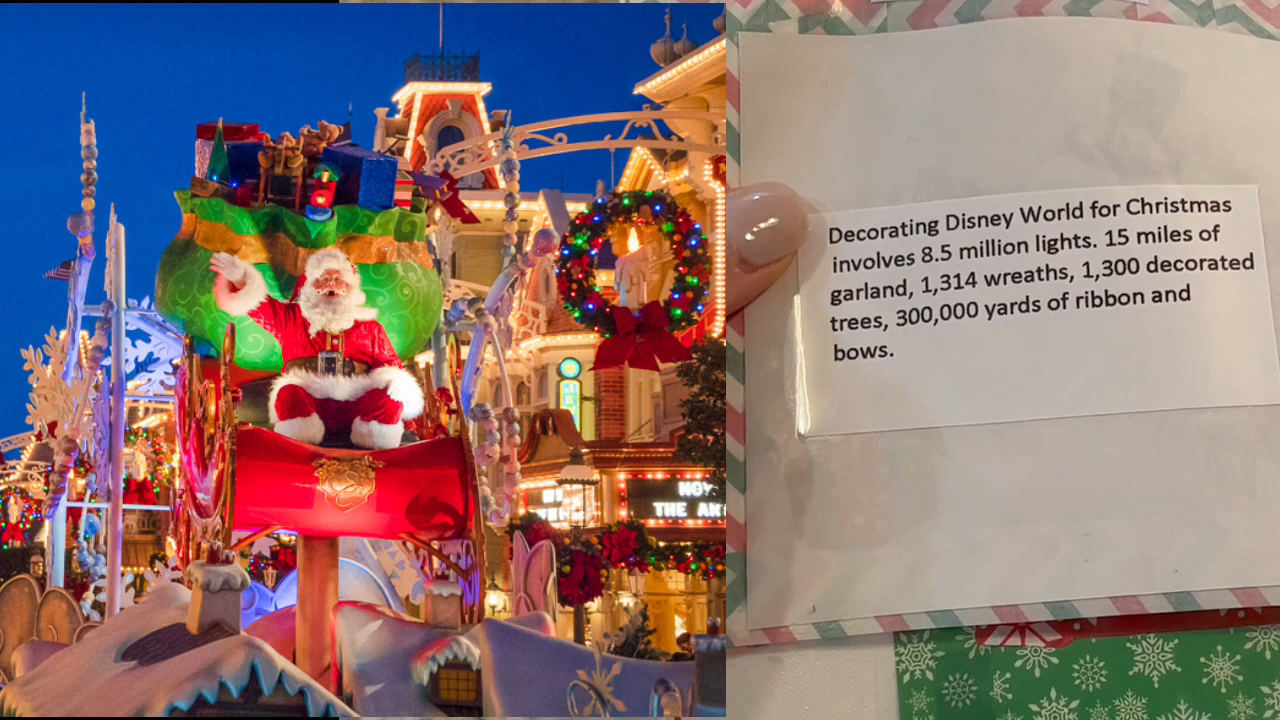 Decorating Disney World for Christmas
involves 8.5 million lights. 15 miles of
garland, 1,314 wreaths, 1,300 decorated
trees, 300,000 yards of ribbon and
bows.
THE